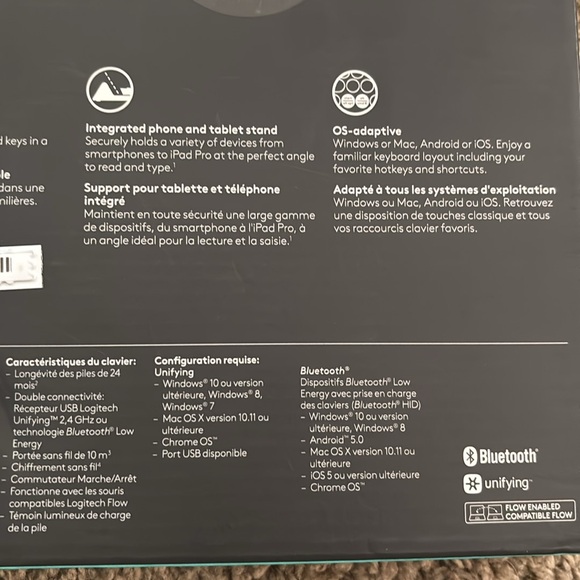 Integrated phone and tablet stand
Securely holds a variety of devices from
smartphones to iPad Pro at the perfect angle
to read and type.¹
Support pour tablette et téléphone
intégré
Maintient en toute sécurité une large gamme
de dispositifs, du smartphone à l'iPad Pro, à
un angle idéal pour la lecture et la saisie.¹
OS-adaptive
Windows or Mac, Android or iOS. Enjoy a
familiar keyboard layout including your
favorite hotkeys and shortcuts.
Adapté à tous les systèmes d'exploitation
Windows ou Mac, Android ou iOS. Retrouvez
une disposition de touches classique et tous
vos raccourcis clavier favoris.
keys in a
dans une
Caractéristiques du clavier:
- Longévité des piles de 24
mois²
- Double connectivité:
Récepteur USB Logitech
Unifying™ 2,4 GHz ou
technologie Bluetooth® Low
Energy
- Portée sans fil de 10 m³
- Chiffrement sans fil⁴
- Commutateur Marche/Arrêt
- Fonctionne avec les souris
compatibles Logitech Flow
- Témoin lumineux de charge
de la pile
Configuration requise:
Unifying
- Windows® 10 ou version
ultérieure, Windows® 8,
Windows® 7
- Mac OS X version 10.11 ou
ultérieure
- Chrome OS™
- Port USB disponible
Bluetooth®
Dispositifs Bluetooth® Low
Energy avec prise en charge
des claviers (Bluetooth® HID)
- Windows® 10 ou version
ultérieure, Windows® 8
- Android™ 5.0
- Mac OS X version 10.11 ou
ultérieure
- iOS 5 ou version ultérieure
- Chrome OS™
Bluetooth®
unifying™
FLOW ENABLED
COMPATIBLE FLOW